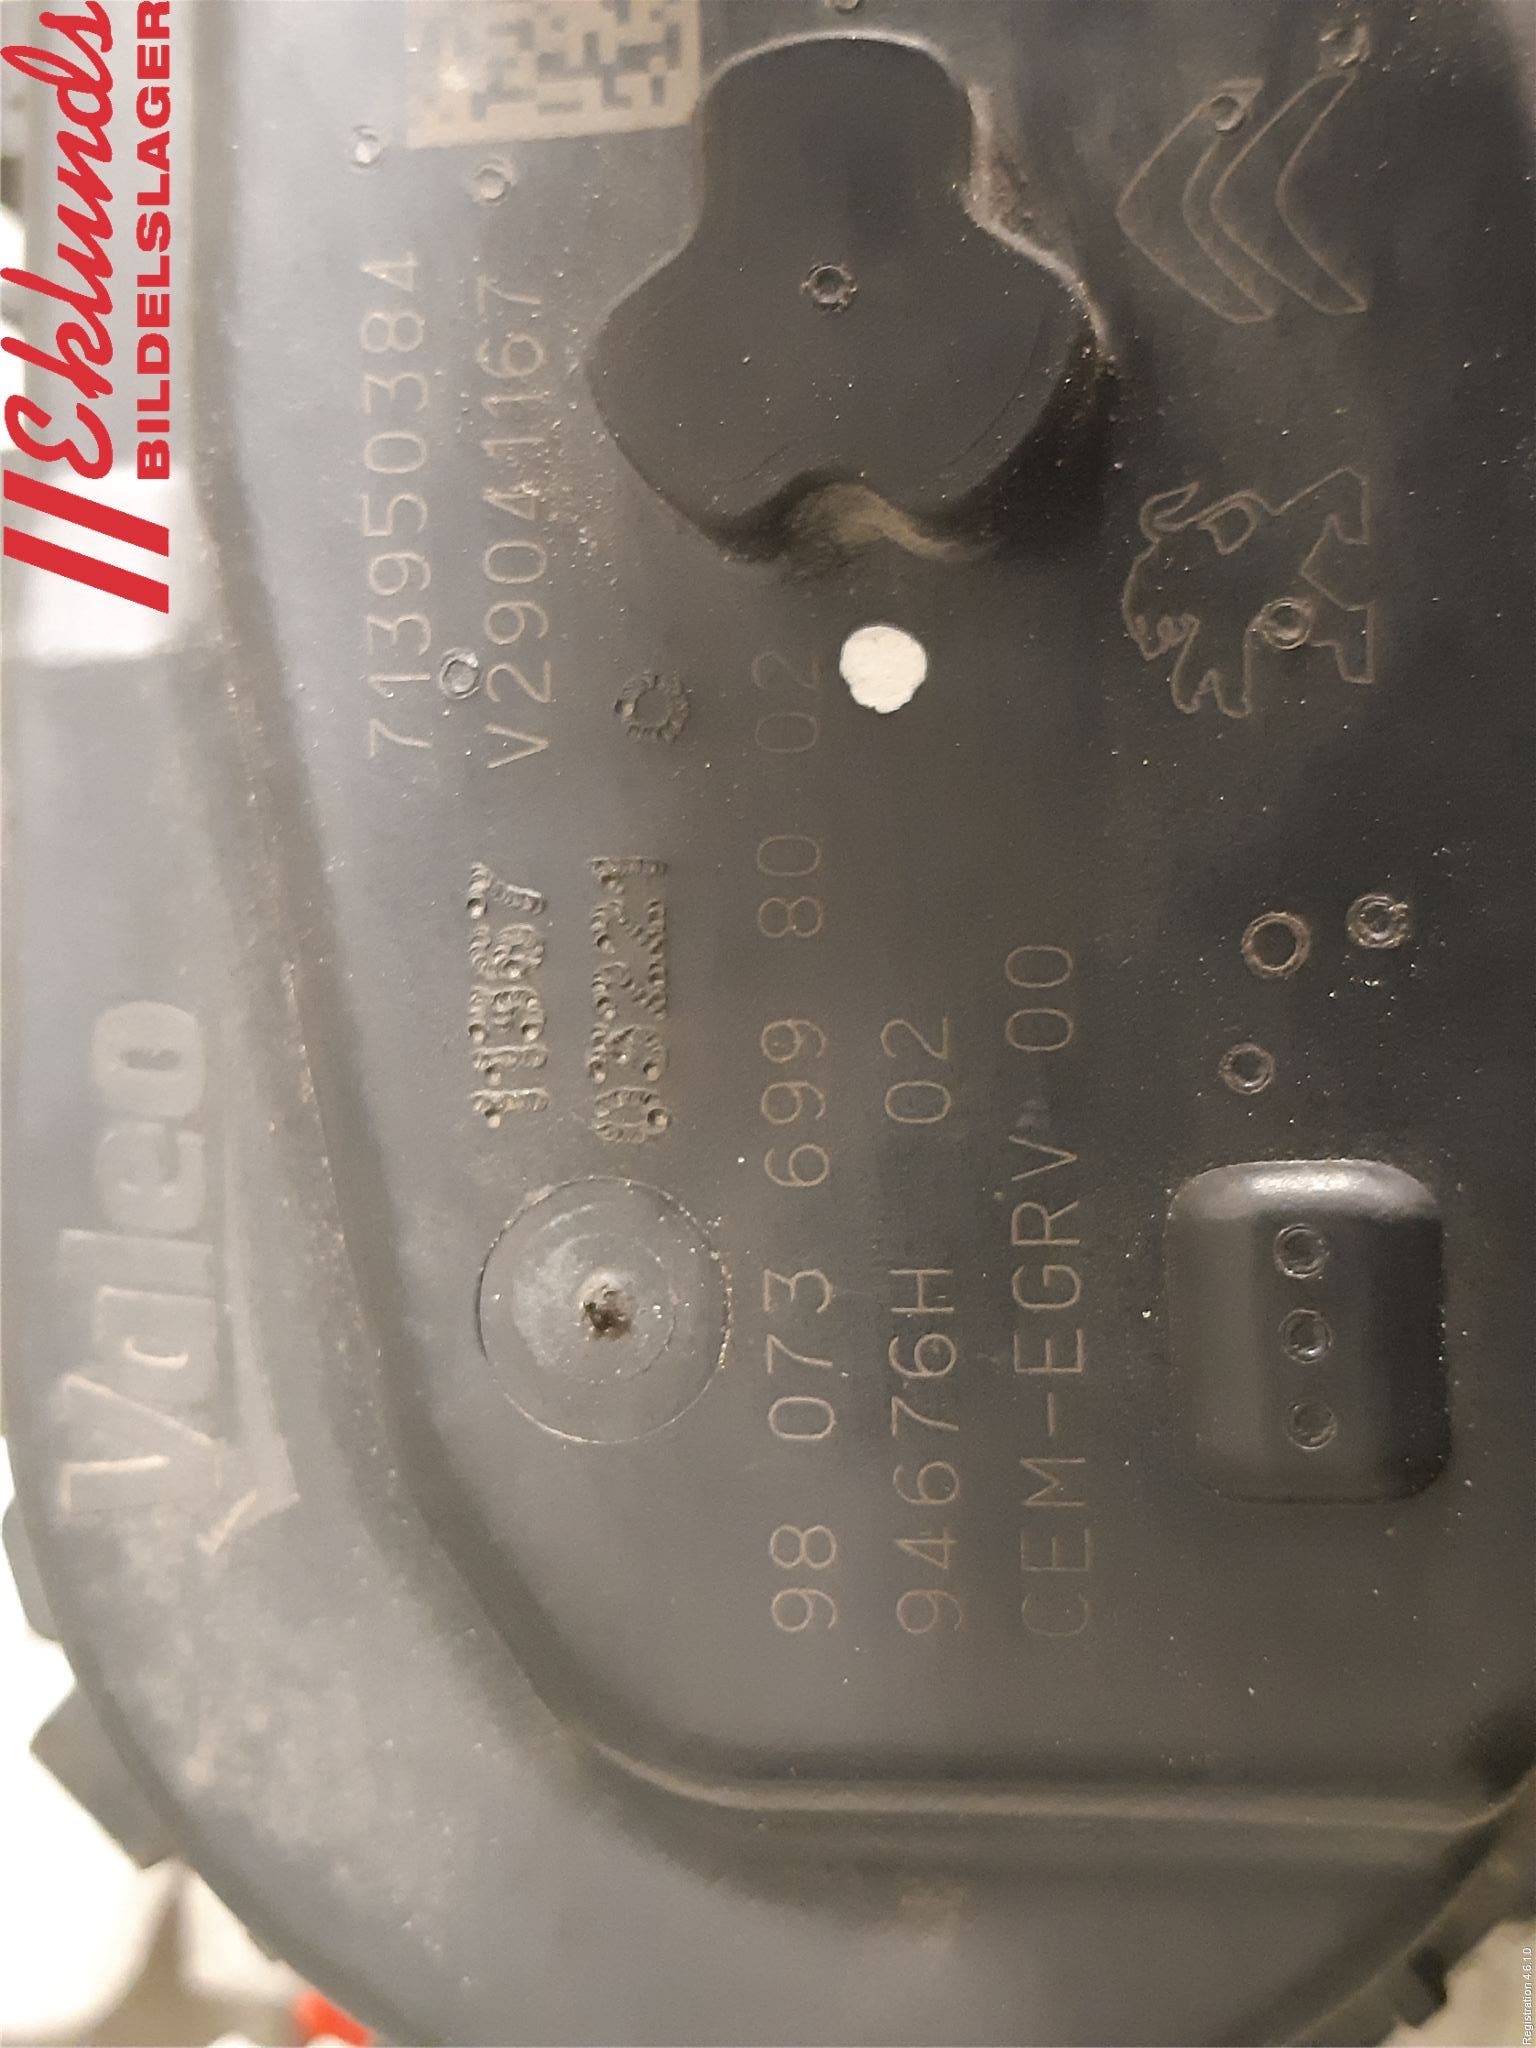 Eklunds
BILDELSLAGER
Valeo
713950384
V29041167
1167
98 073 699 80 02
94676H 02
CEM-EGRV 00
Registration 4.6.1.0